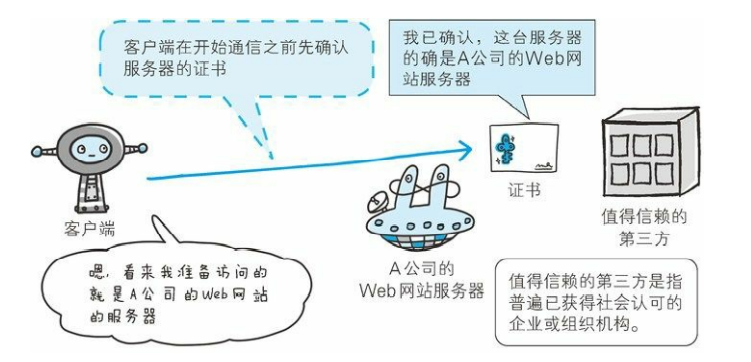 客户端在开始通信之前先确认
服务器的证书
我已确认，这台服务器
的确是A公司的Web网
站服务器
证书
客户端
值得信赖的
第三方
嗯，看来我准备访问的
就是A公司的Web网站
的服务器
A公司的
Web网站服务器
值得信赖的第三方是指
普遍已获得社会认可的
企业或组织机构。